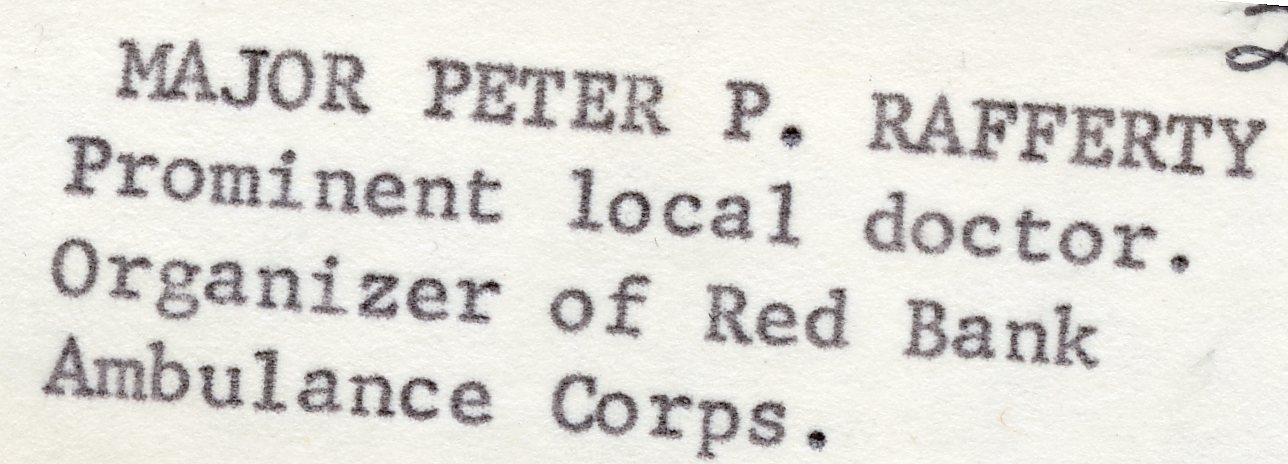 MAJOR PETER P. RAFFERTY
Prominent local doctor.
Organizer of Red Bank
Ambulance Corps.